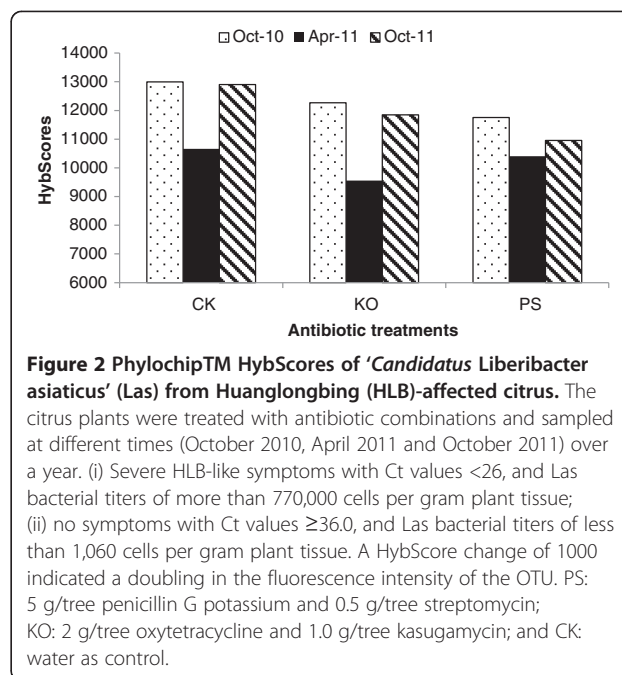 Oct-10 Apr-11 Oct-11
14000
13000
12000
11000
10000
9000
8000
7000
6000
HybScores
CK KO PS
Antibiotic treatments
Figure 2 PhylochipTM HybScores of ‘Candidatus Liberibacter
asiaticus’ (Las) from Huanglongbing (HLB)-affected citrus. The
citrus plants were treated with antibiotic combinations and sampled
at different times (October 2010, April 2011 and October 2011) over
a year. (i) Severe HLB-like symptoms with Ct values <26, and Las
bacterial titers of more than 770,000 cells per gram plant tissue;
(ii) no symptoms with Ct values ≥36.0, and Las bacterial titers of less
than 1,060 cells per gram plant tissue. A HybScore change of 1000
indicated a doubling in the fluorescence intensity of the OTU. PS:
5 g/tree penicillin G potassium and 0.5 g/tree streptomycin;
KO: 2 g/tree oxytetracycline and 1.0 g/tree kasugamycin; and CK:
water as control.